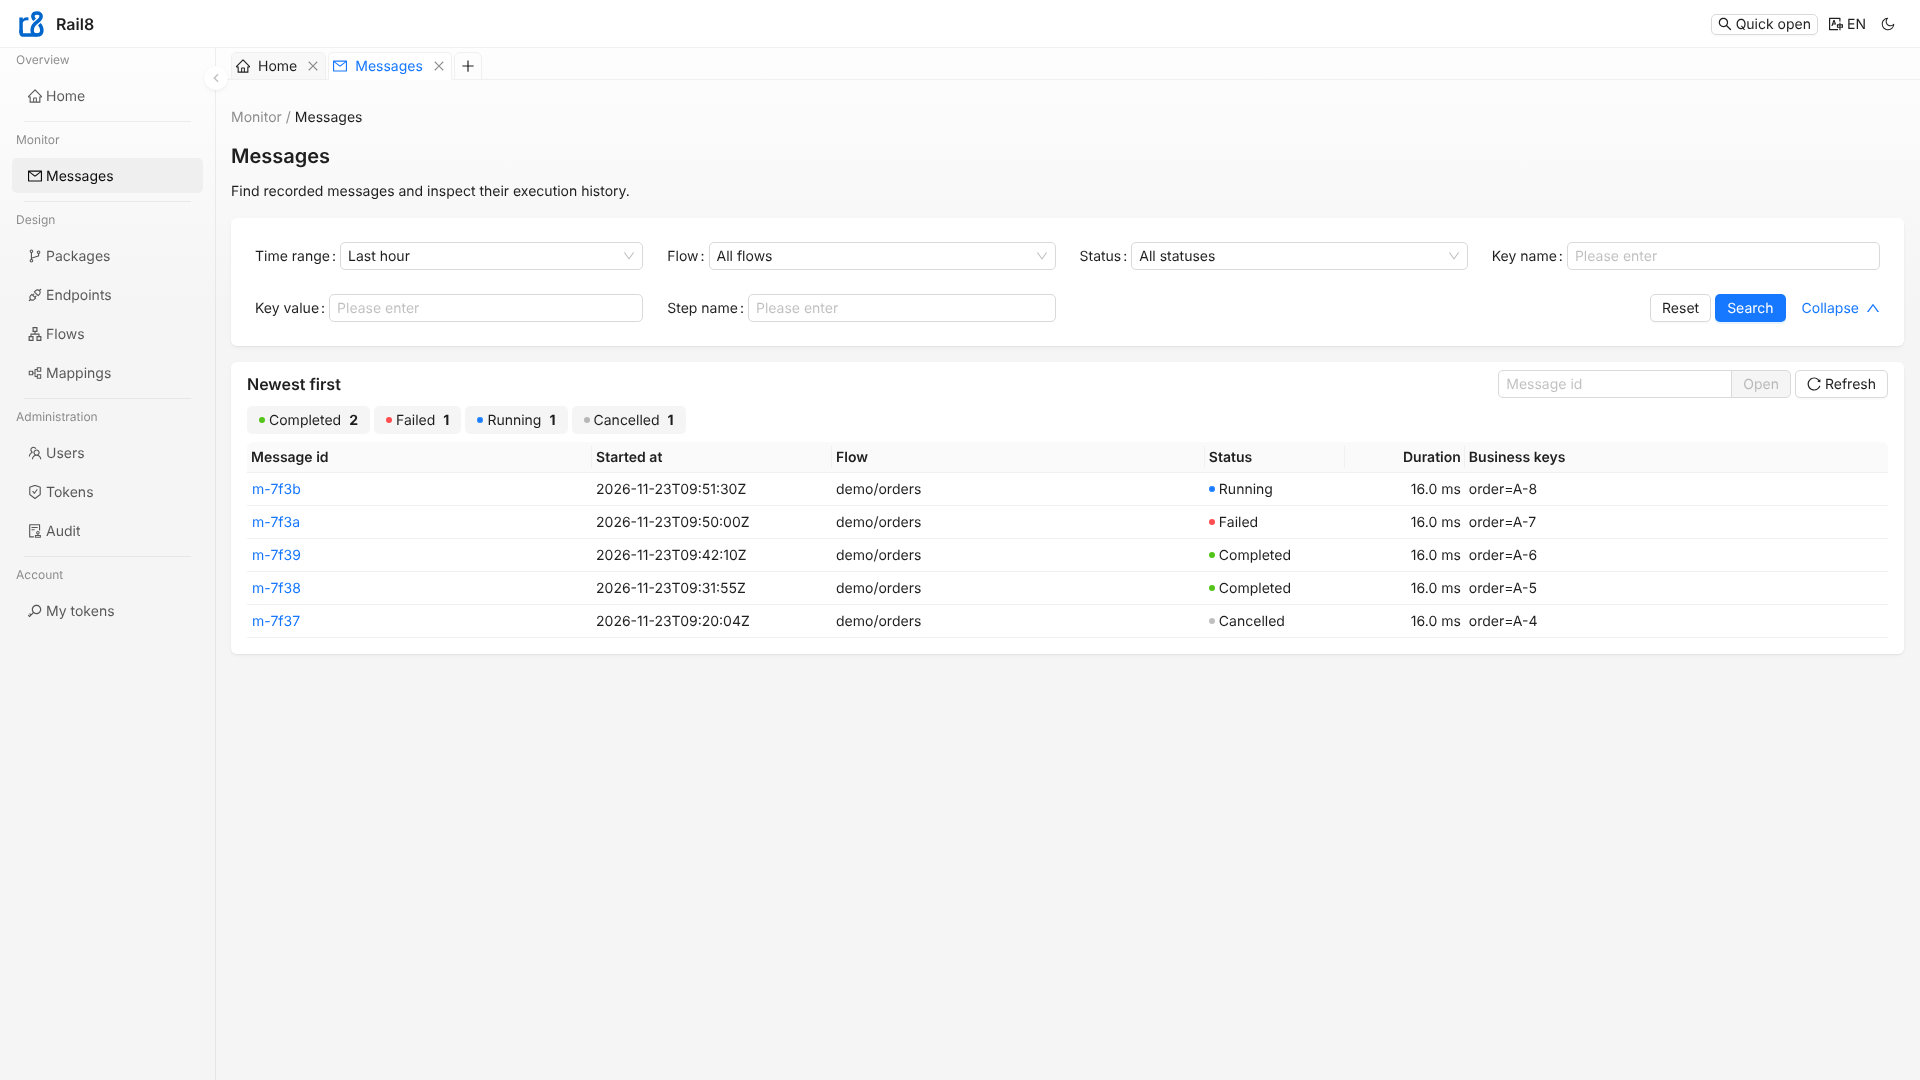 Rail8
Quick open
EN
Overview
Home
Monitor
Messages
Design
Packages
Endpoints
Flows
Mappings
Administration
Users
Tokens
Audit
Account
My tokens
Home
Messages
Monitor / Messages
Messages
Find recorded messages and inspect their execution history.
Time range: Last hour
Flow: All flows
Status: All statuses
Key name: Please enter
Key value: Please enter
Step name: Please enter
Reset
Search
Collapse
Newest first
Message id
Open
Refresh
Completed 2
Failed 1
Running 1
Cancelled 1
Message id Started at Flow Status Duration Business keys
m-7f3b 2026-11-23T09:51:30Z demo/orders Running 16.0 ms order=A-8
m-7f3a 2026-11-23T09:50:00Z demo/orders Failed 16.0 ms order=A-7
m-7f39 2026-11-23T09:42:10Z demo/orders Completed 16.0 ms order=A-6
m-7f38 2026-11-23T09:31:55Z demo/orders Completed 16.0 ms order=A-5
m-7f37 2026-11-23T09:20:04Z demo/orders Cancelled 16.0 ms order=A-4